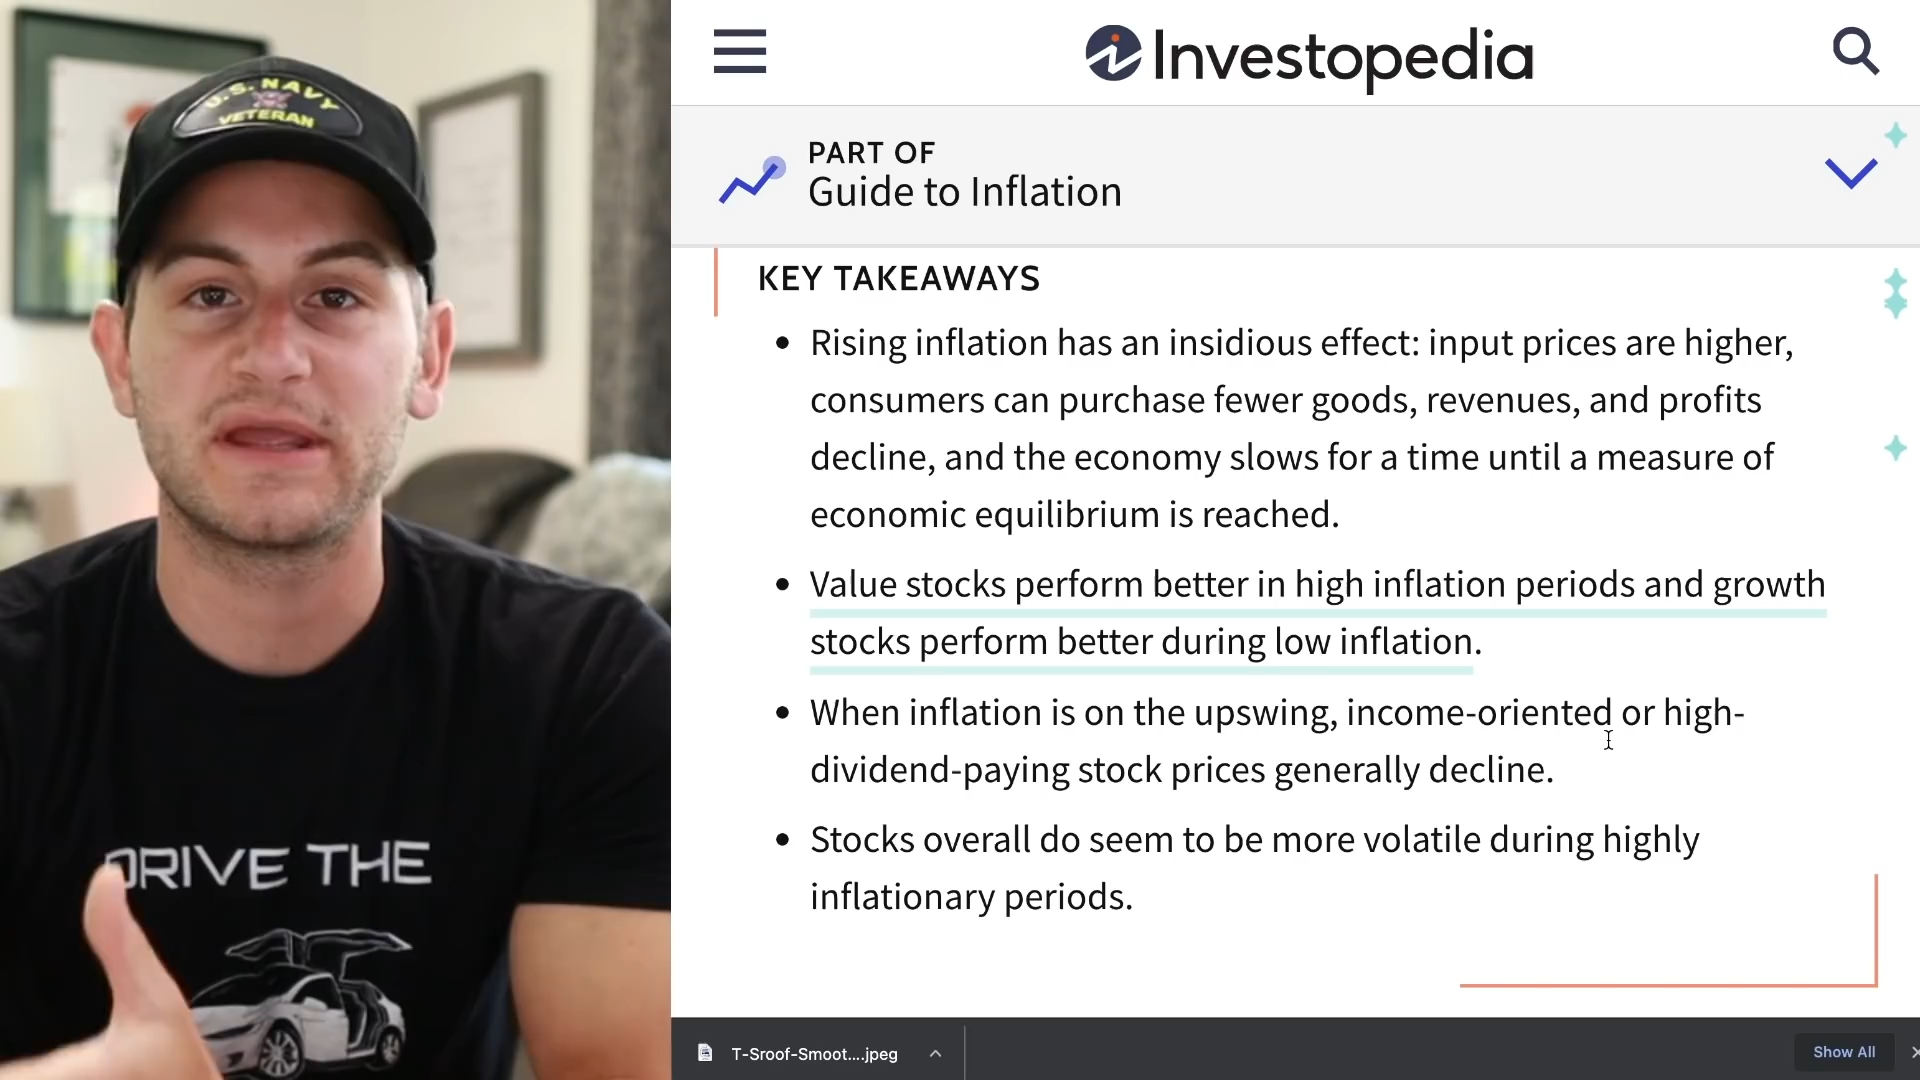 U.S. NAVY
VETERAN
DRIVE THE
Investopedia
PART OF
Guide to Inflation
KEY TAKEAWAYS
• Rising inflation has an insidious effect: input prices are higher,
consumers can purchase fewer goods, revenues, and profits
decline, and the economy slows for a time until a measure of
economic equilibrium is reached.
• Value stocks perform better in high inflation periods and growth
stocks perform better during low inflation.
• When inflation is on the upswing, income-oriented or high-
dividend-paying stock prices generally decline.
• Stocks overall do seem to be more volatile during highly
inflationary periods.
T-Sroof-Smoot....jpeg
Show All